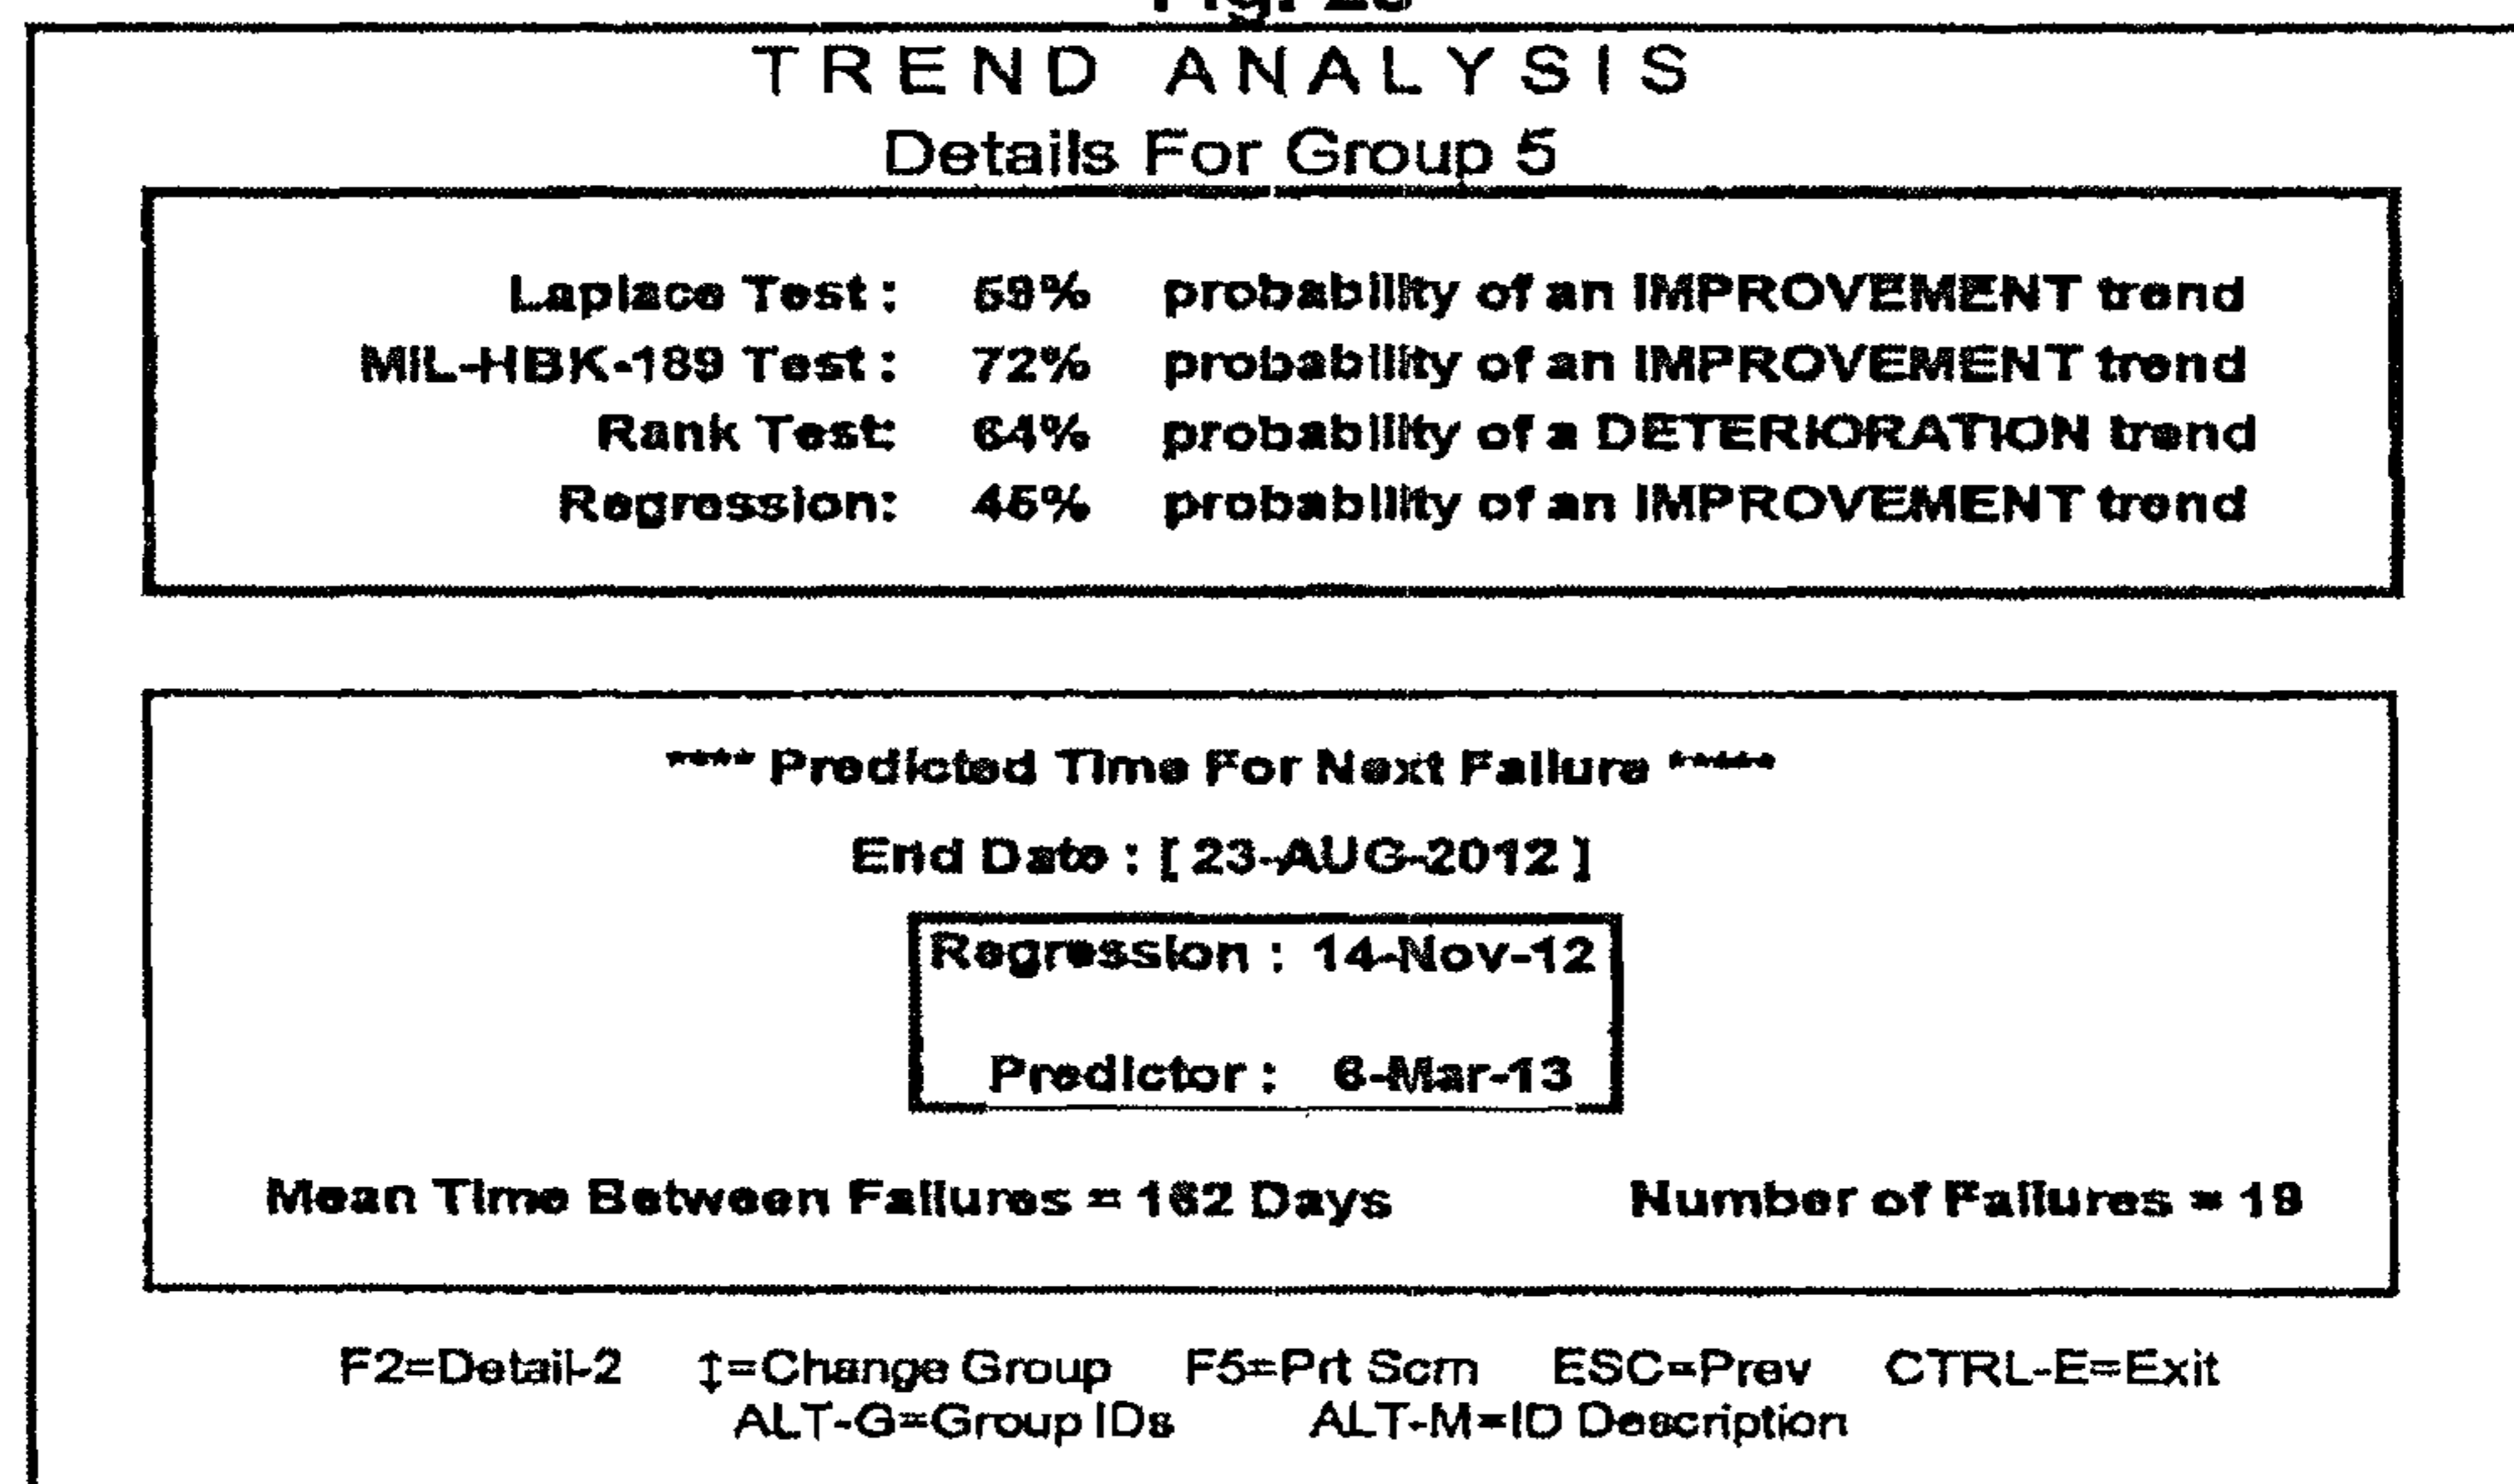 TREND ANALYSIS
Details For Group 5
Laplace Test : 59% probability of an IMPROVEMENT trend
MIL-HBK-189 Test : 72% probability of an IMPROVEMENT trend
Rank Test: 64% probability of a DETERIORATION trend
Regression: probability of an IMPROVEMENT trend
Predicted Time For Next Failure
End Date : [ 23-AUG-2012 ]
Regression : 14-Nov-12
Predictor : 6-Mar-13
Mean Time Between Failures = 162 Days Number of Failures = 19
F2=Detail-2 ↕=Change Group F5=Prt Scrn ESC=Prev CTRL-E=Exit
ALT-G=Group IDs ALT-M=ID Description